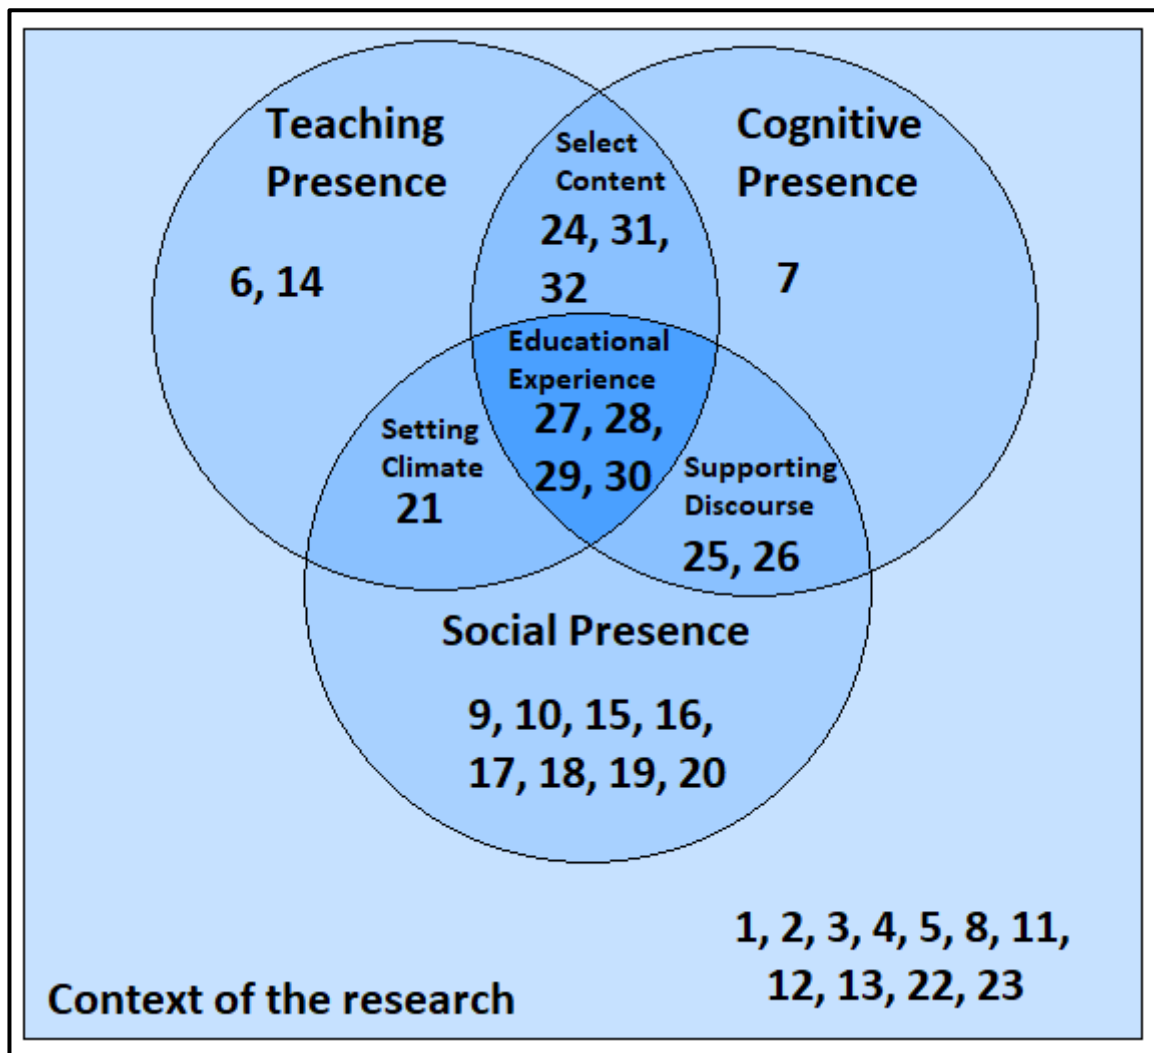 Teaching
Presence
6, 14
Select
Content
24, 31,
32
Cognitive
Presence
7
Educational
Experience
27, 28,
29, 30
Setting
Climate
21
Supporting
Discourse
25, 26
Social Presence
9, 10, 15, 16,
17, 18, 19, 20
1, 2, 3, 4, 5, 8, 11,
12, 13, 22, 23
Context of the research